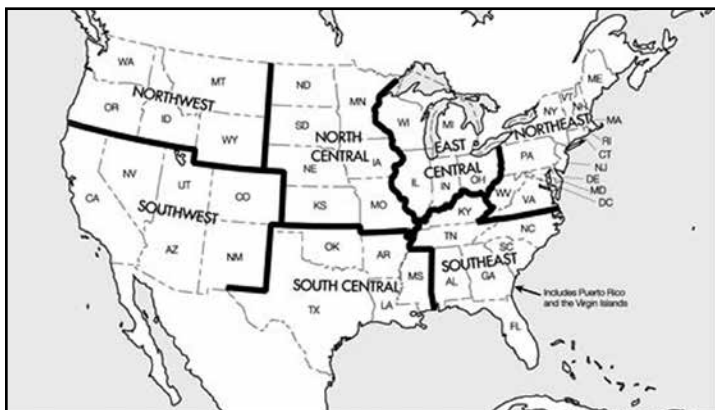 WA
MT
ND
MN
ME
NORTHWEST
OR
ID
WY
SD
NORTH
CENTRAL
NE
IA
KS
MO
WI
MI
EAST
CENTRAL
IL
IN
OH
NY
VT
NH
NORTHEAST
MA
RI
CT
PA
NJ
DE
MD
DC
WV
VA
KY
NV
UT
CO
CA
SOUTHWEST
AZ
NM
OK
AR
SOUTH CENTRAL
TX
LA
MS
TN
NC
SC
SOUTHEAST
AL
GA
FL
Includes Puerto Rico
and the Virgin Islands